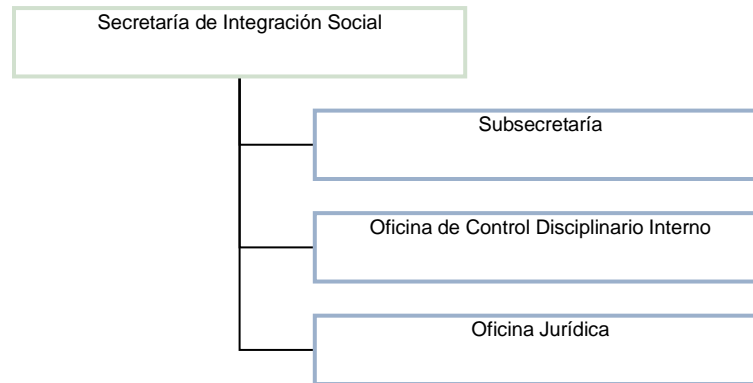 Secretaría de Integración Social
Subsecretaría
Oficina de Control Disciplinario Interno
Oficina Jurídica